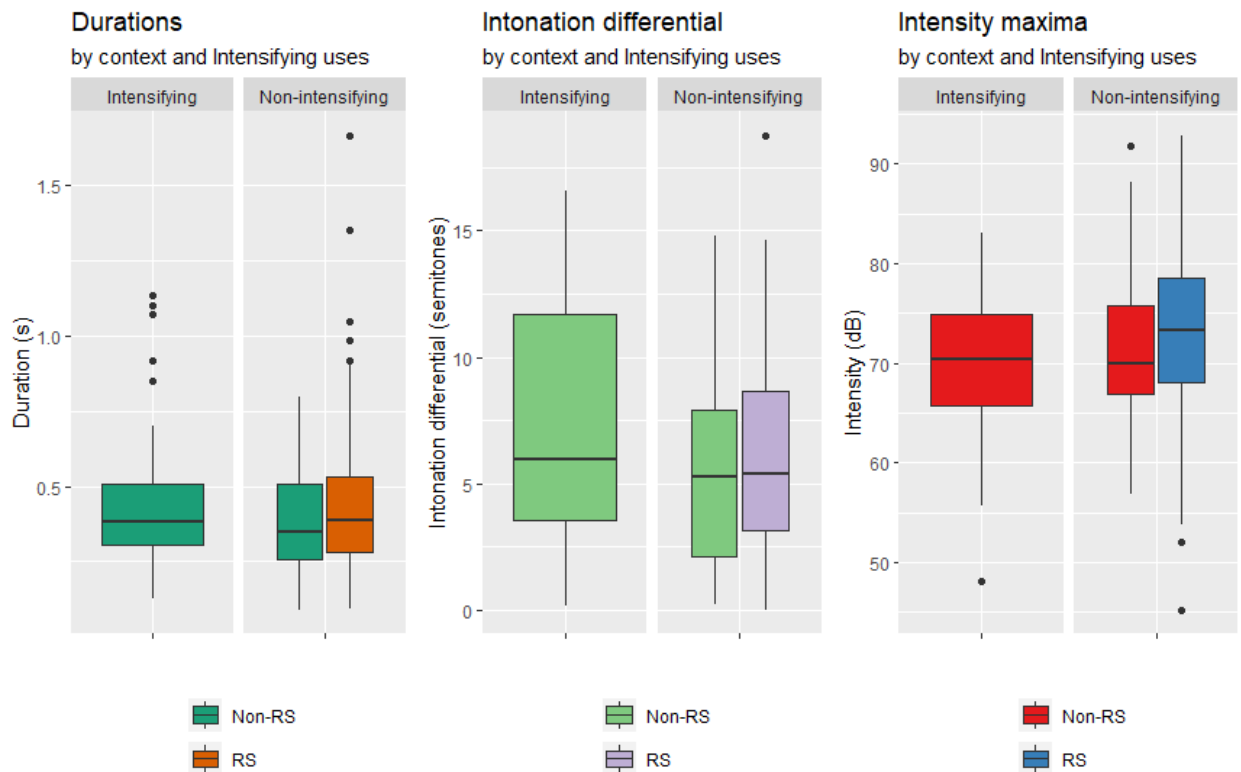 Durations
by context and Intensifying uses
Intensifying Non-intensifying
1.5
1.0
0.5
Duration (s)
Non-RS
RS
Intonation differential
by context and Intensifying uses
Intensifying Non-intensifying
15
10
5
0
Intonation differential (semitones)
Non-RS
RS
Intensity maxima
by context and Intensifying uses
Intensifying Non-intensifying
90
80
70
60
50
Intensity (dB)
Non-RS
RS